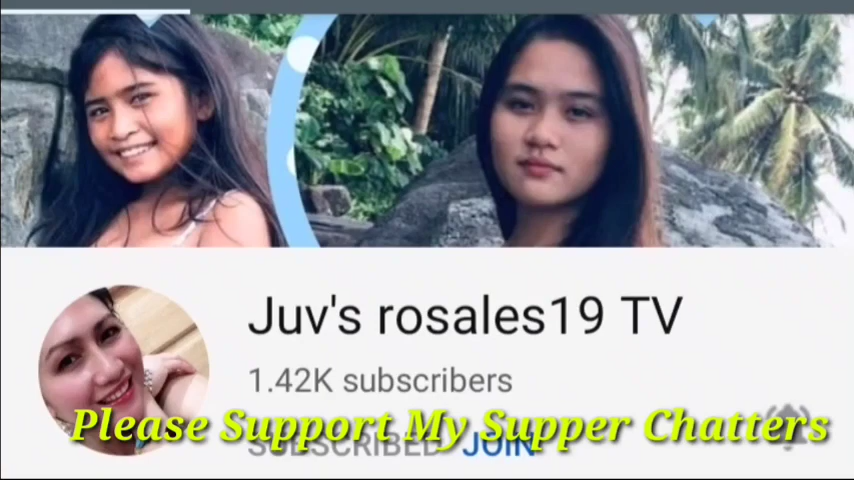 Juv's rosales19 TV
1.42K subscribers
Please Support My Supper Chatters
SUBSCRIBED JOIN